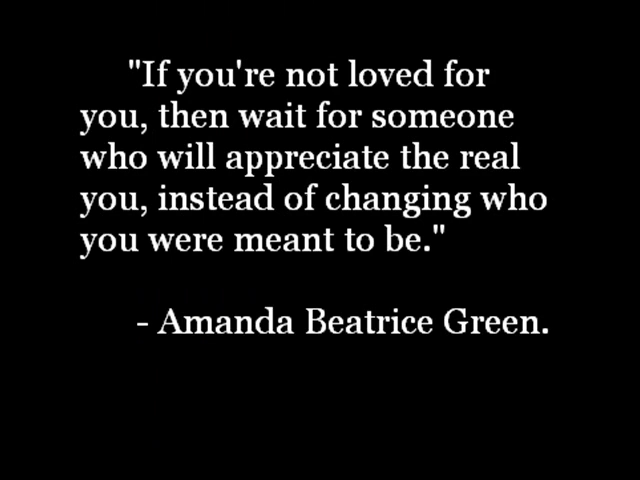 "If you're not loved for
you, then wait for someone
who will appreciate the real
you, instead of changing who
you were meant to be."
- Amanda Beatrice Green.